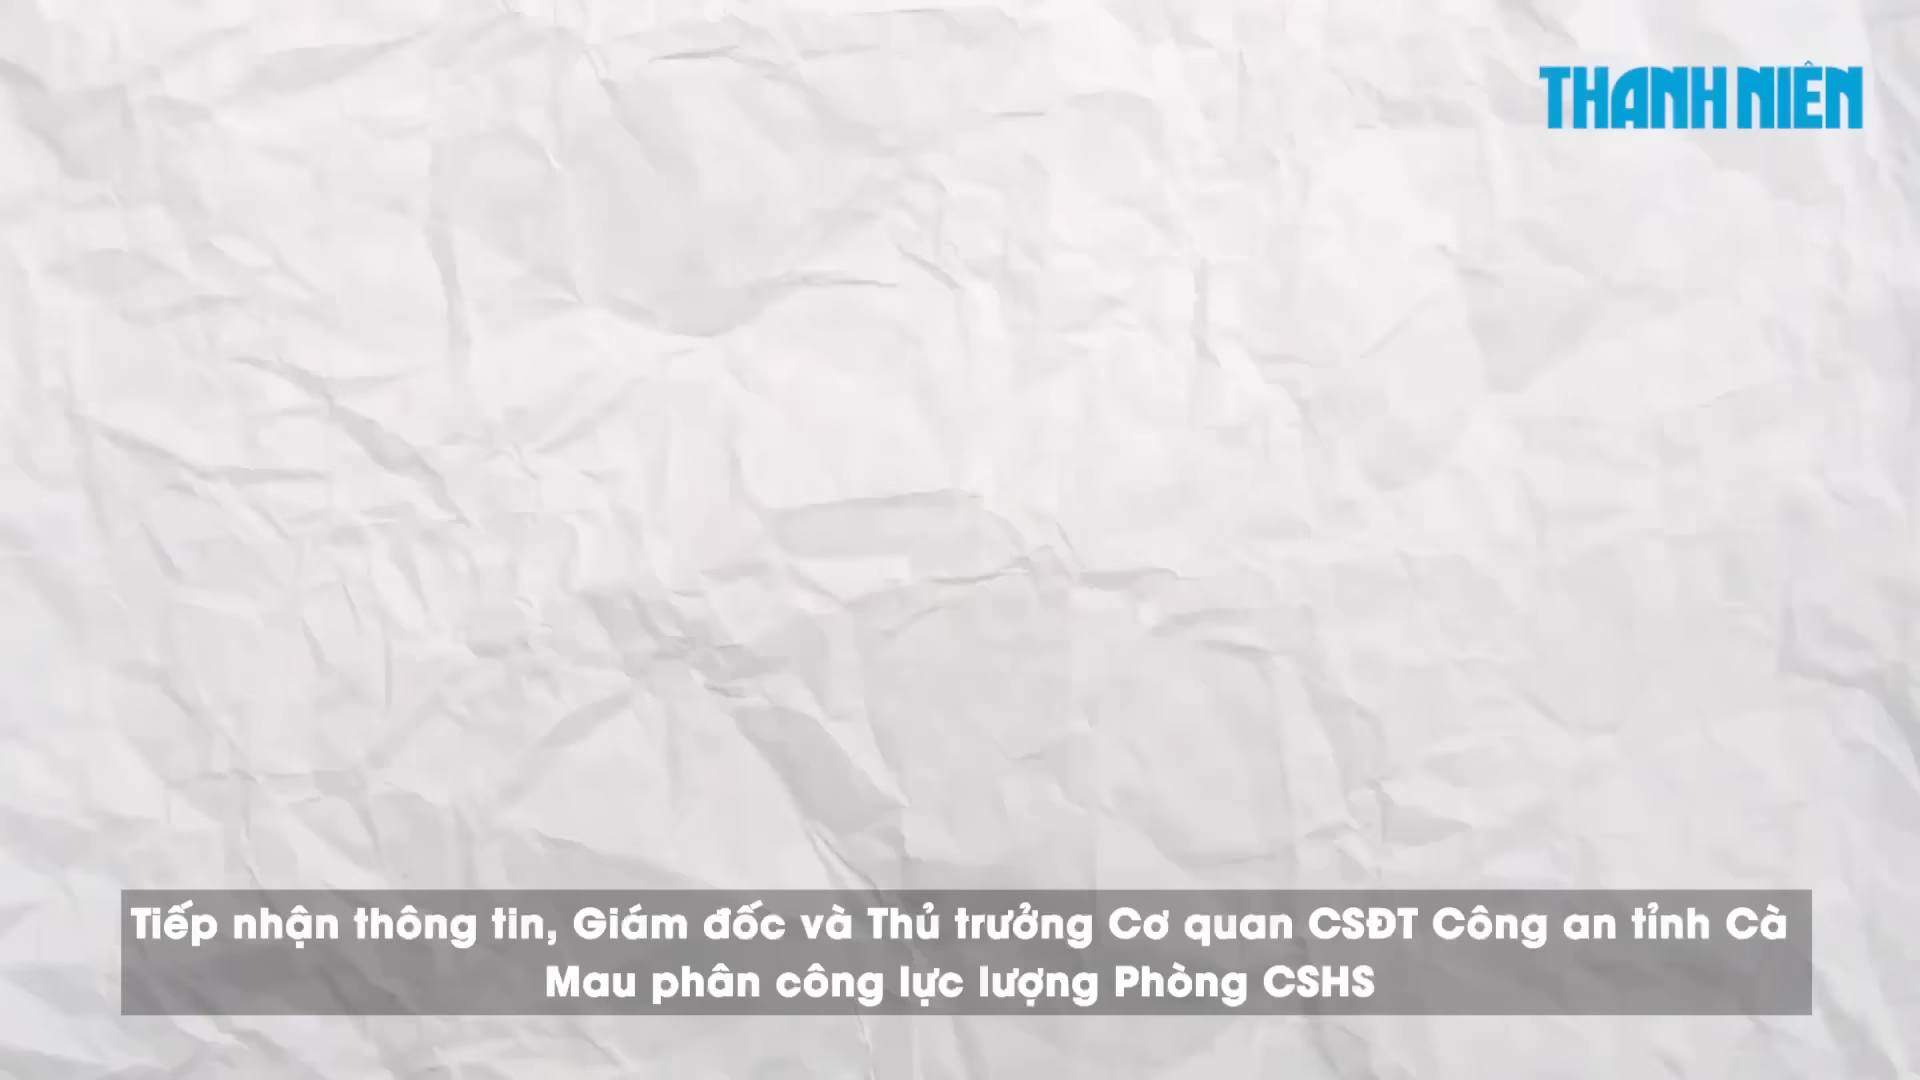 THANH NIÊN
Tiếp nhận thông tin, Giám đốc và Thủ trưởng Cơ quan CSĐT Công an tỉnh Cà
Mau phân công lực lượng Phòng CSHS